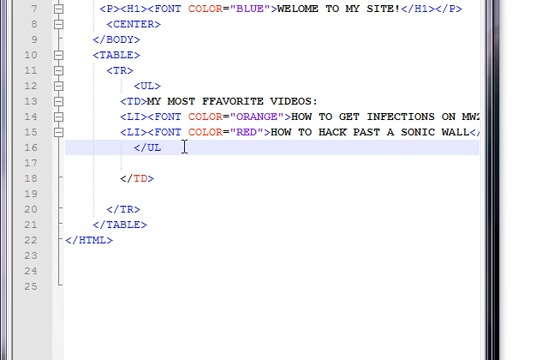 7 <P><H1><FONT COLOR="BLUE">WELOME TO MY SITE!</H1></P>
8 <CENTER>
9 </BODY>
10 <TABLE>
11 <TR>
12 <UL>
13 <TD>MY MOST FFAVORITE VIDEOS:
14 <LI><FONT COLOR="ORANGE">HOW TO GET INFECTIONS ON MW2
15 <LI><FONT COLOR="RED">HOW TO HACK PAST A SONIC WALL</
16 </UL
17
18 </TD>
19
20 </TR>
21 </TABLE>
22 </HTML>
23
24
25